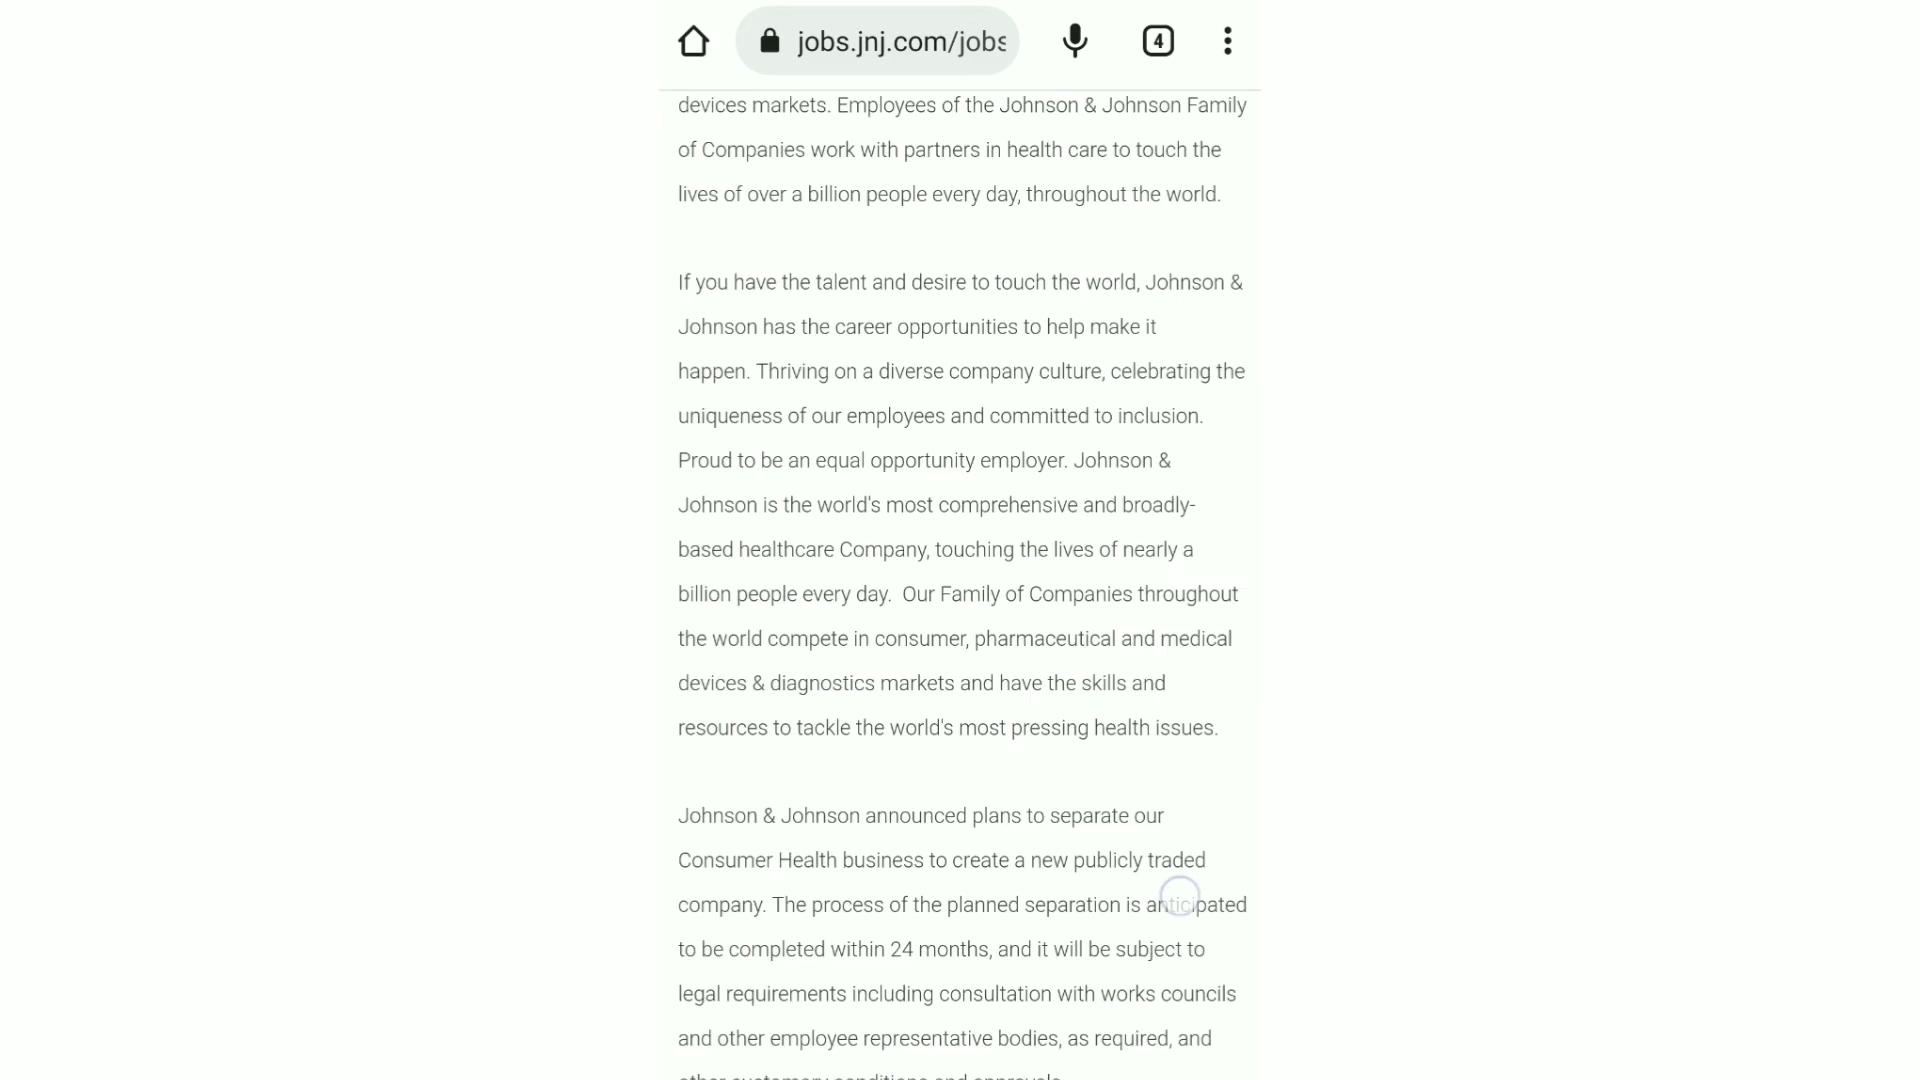 jobs.jnj.com/jobs
4
devices markets. Employees of the Johnson & Johnson Family
of Companies work with partners in health care to touch the
lives of over a billion people every day, throughout the world.
If you have the talent and desire to touch the world, Johnson &
Johnson has the career opportunities to help make it
happen. Thriving on a diverse company culture, celebrating the
uniqueness of our employees and committed to inclusion.
Proud to be an equal opportunity employer. Johnson &
Johnson is the world's most comprehensive and broadly-
based healthcare Company, touching the lives of nearly a
billion people every day.  Our Family of Companies throughout
the world compete in consumer, pharmaceutical and medical
devices & diagnostics markets and have the skills and
resources to tackle the world's most pressing health issues.
Johnson & Johnson announced plans to separate our
Consumer Health business to create a new publicly traded
company. The process of the planned separation is anticipated
to be completed within 24 months, and it will be subject to
legal requirements including consultation with works councils
and other employee representative bodies, as required, and
other customary conditions and approvals.